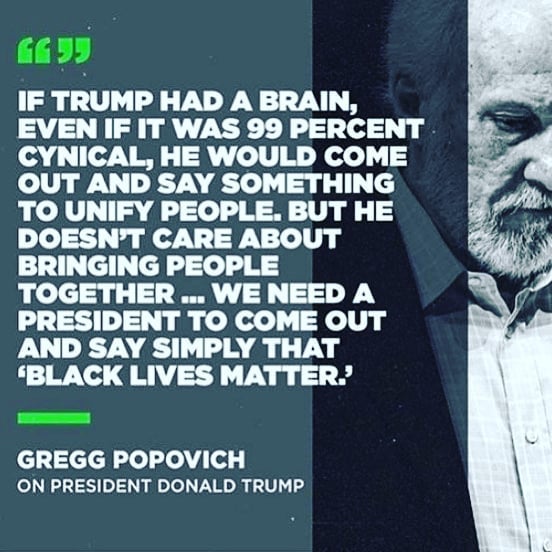 “”
IF TRUMP HAD A BRAIN,
EVEN IF IT WAS 99 PERCENT
CYNICAL, HE WOULD COME
OUT AND SAY SOMETHING
TO UNIFY PEOPLE. BUT HE
DOESN’T CARE ABOUT
BRINGING PEOPLE
TOGETHER ... WE NEED A
PRESIDENT TO COME OUT
AND SAY SIMPLY THAT
‘BLACK LIVES MATTER.’
GREGG POPOVICH
ON PRESIDENT DONALD TRUMP